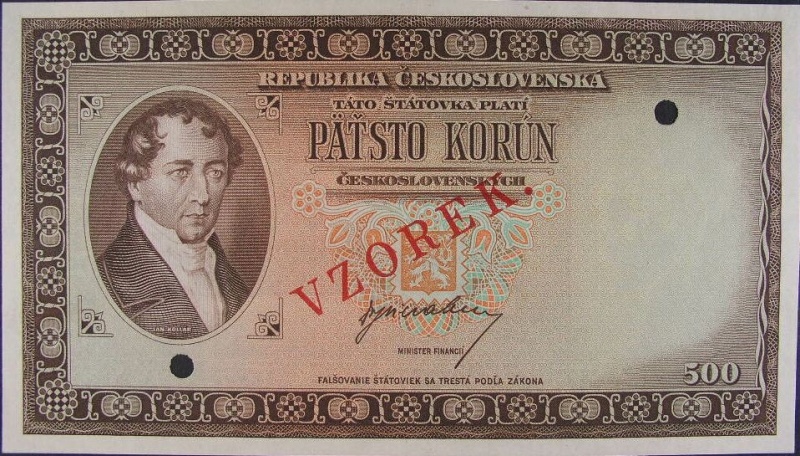 REPUBLIKA ČESKOSLOVENSKÁ
TÁTO ŠTÁTOVKA PLATÍ
PÄŤSTO KORÚN
ČESKOSLOVENSKÝCH
VZOREK.
JÁN KOLLÁR
MINISTER FINANCIÍ
FALŠOVANIE ŠTÁTOVIEK SA TRESTÁ PODĽA ZÁKONA
500